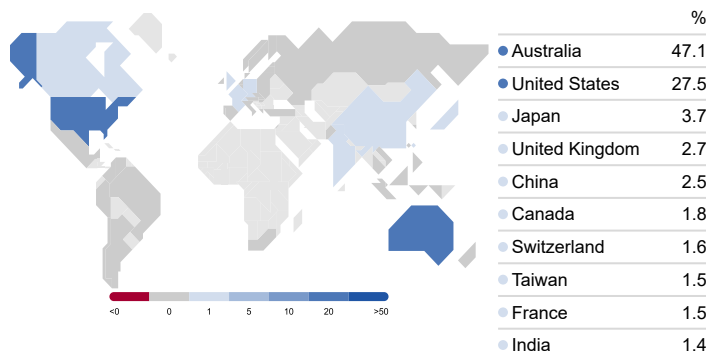 %
Australia 47.1
United States 27.5
Japan 3.7
United Kingdom 2.7
China 2.5
Canada 1.8
Switzerland 1.6
Taiwan 1.5
France 1.5
India 1.4
<0 0 1 5 10 20 >50